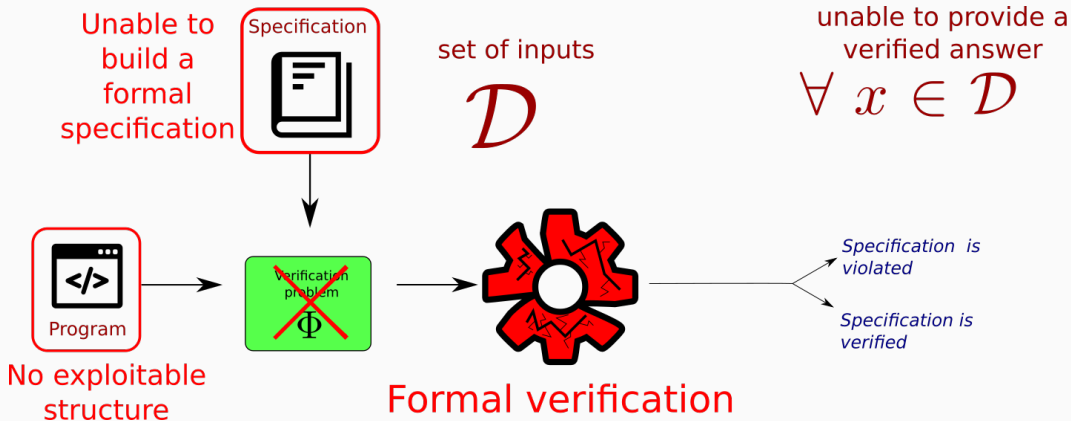 Unable to
build a
formal
specification
Specification
set of inputs
𝒟
unable to provide a
verified answer
∀ x ∈ 𝒟
</>
Program
No exploitable
structure
Verification
problem
Φ
Formal verification
Specification is
violated
Specification is
verified